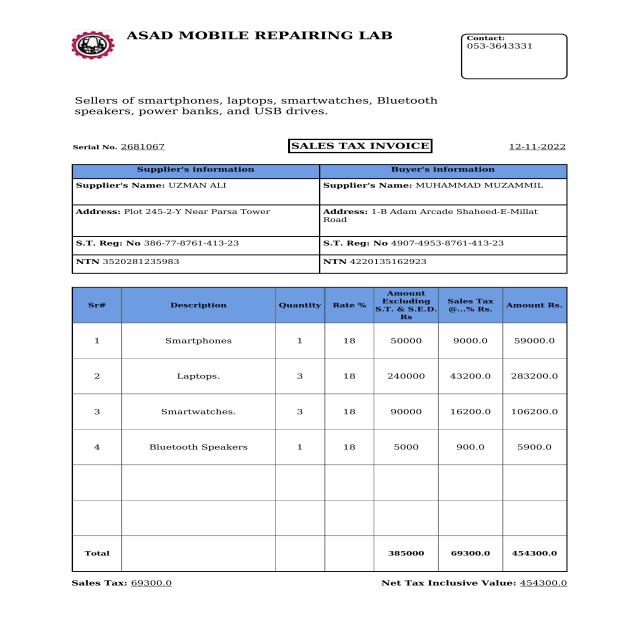 ASAD MOBILE REPAIRING LAB
Contact:
053-3643331
Sellers of smartphones, laptops, smartwatches, Bluetooth
speakers, power banks, and USB drives.
Serial No. 2681067 SALES TAX INVOICE 12-11-2022
Supplier's information Buyer's information
Supplier's Name: UZMAN ALI Supplier's Name: MUHAMMAD MUZAMMIL
Address: Plot 245-2-Y Near Parsa Tower Address: 1-B Adam Arcade Shaheed-E-Millat
Road
S.T. Reg: No 386-77-8761-413-23 S.T. Reg: No 4907-4953-8761-413-23
NTN 3520281235983 NTN 4220135162923
Sr# Description Quantity Rate % Amount Excluding S.T. & S.E.D. Rs Sales Tax @...% Rs. Amount Rs.
1 Smartphones 1 18 50000 9000.0 59000.0
2 Laptops. 3 18 240000 43200.0 283200.0
3 Smartwatches. 3 18 90000 16200.0 106200.0
4 Bluetooth Speakers 1 18 5000 900.0 5900.0
Total 385000 69300.0 454300.0
Sales Tax: 69300.0 Net Tax Inclusive Value: 454300.0